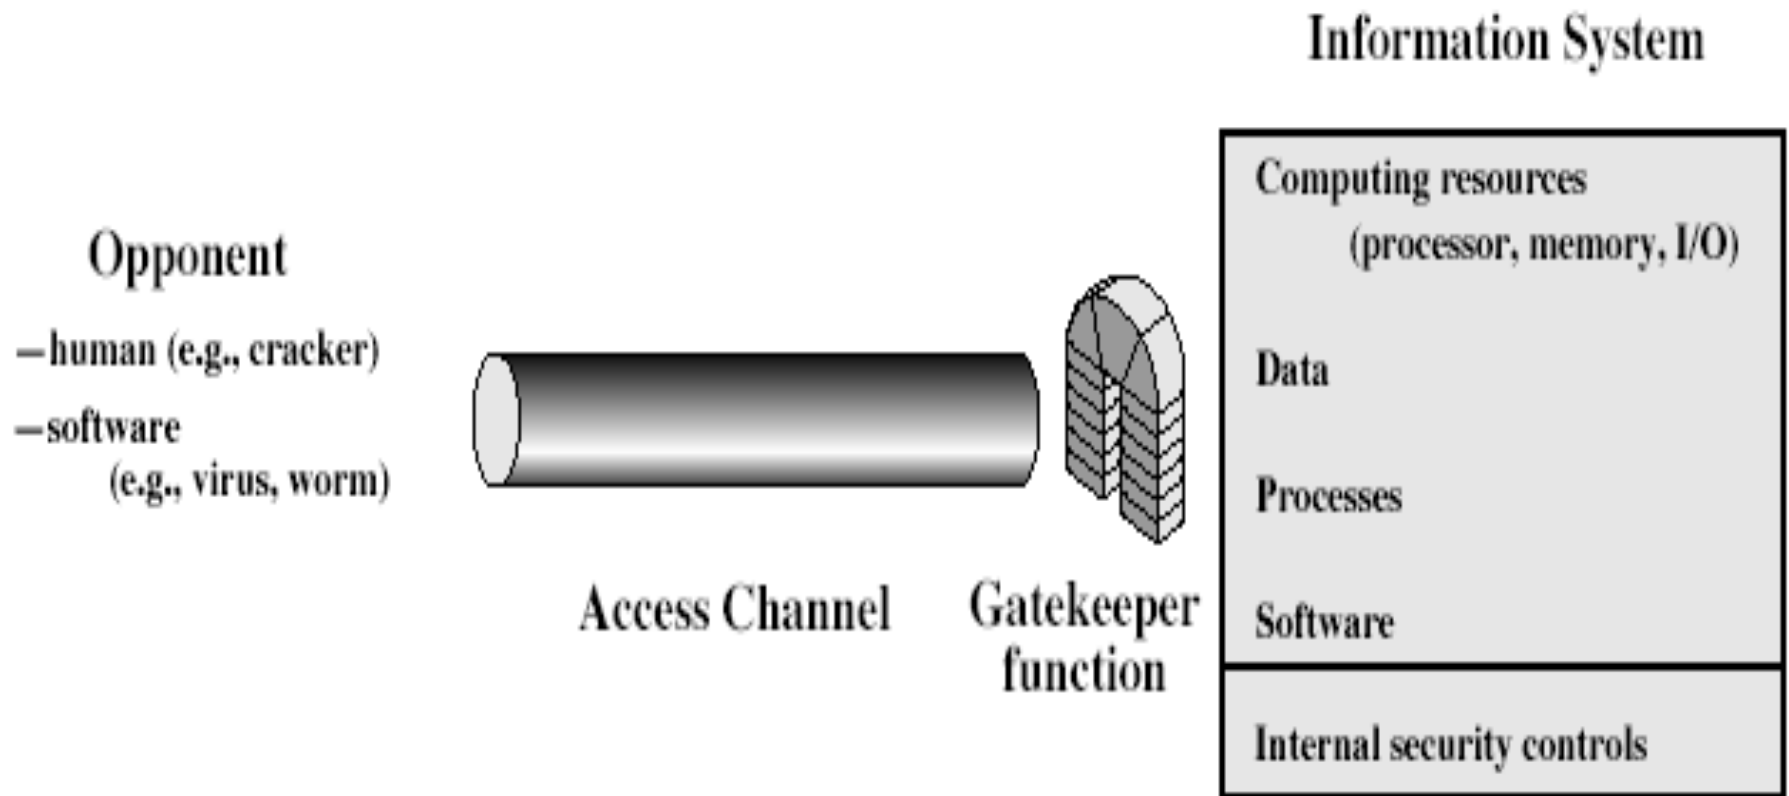 Information System
Opponent
—human (e.g., cracker)
—software
(e.g., virus, worm)
Access Channel
Gatekeeper
function
Computing resources
(processor, memory, I/O)
Data
Processes
Software
Internal security controls